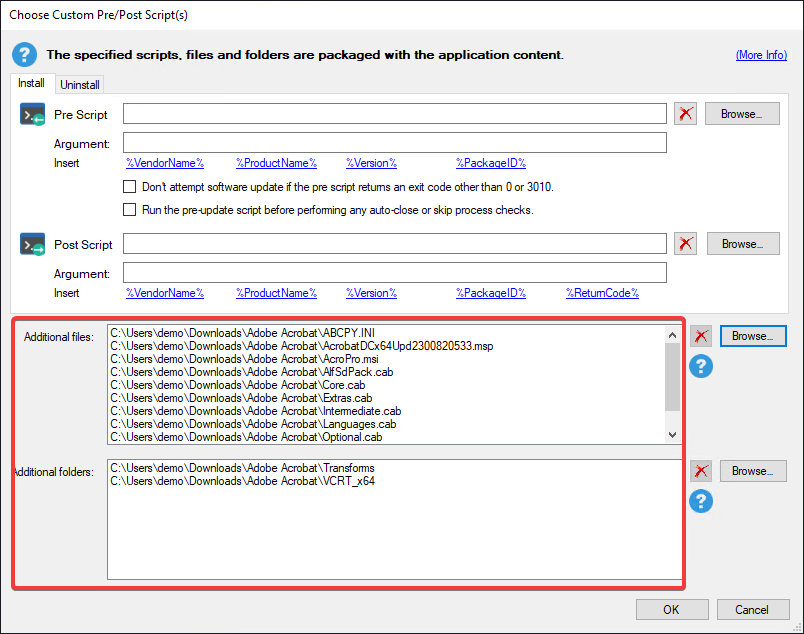 Choose Custom Pre/Post Script(s)
The specified scripts, files and folders are packaged with the application content.
(More Info)
Install
Uninstall
Pre Script
Browse...
Argument:
Insert
%VendorName% %ProductName% %Version% %PackageID%
Don't attempt software update if the pre script returns an exit code other than 0 or 3010.
Run the pre-update script before performing any auto-close or skip process checks.
Post Script
Browse...
Argument:
Insert
%VendorName% %ProductName% %Version% %PackageID% %ReturnCode%
Additional files:
C:\Users\demo\Downloads\Adobe Acrobat\ABCPY.INI
C:\Users\demo\Downloads\Adobe Acrobat\AcrobatDCx64Upd2300820533.msp
C:\Users\demo\Downloads\Adobe Acrobat\AcroPro.msi
C:\Users\demo\Downloads\Adobe Acrobat\AlfSdPack.cab
C:\Users\demo\Downloads\Adobe Acrobat\Core.cab
C:\Users\demo\Downloads\Adobe Acrobat\Extras.cab
C:\Users\demo\Downloads\Adobe Acrobat\Intermediate.cab
C:\Users\demo\Downloads\Adobe Acrobat\Languages.cab
C:\Users\demo\Downloads\Adobe Acrobat\Optional.cab
Browse...
Additional folders:
C:\Users\demo\Downloads\Adobe Acrobat\Transforms
C:\Users\demo\Downloads\Adobe Acrobat\VCRT_x64
Browse...
OK
Cancel